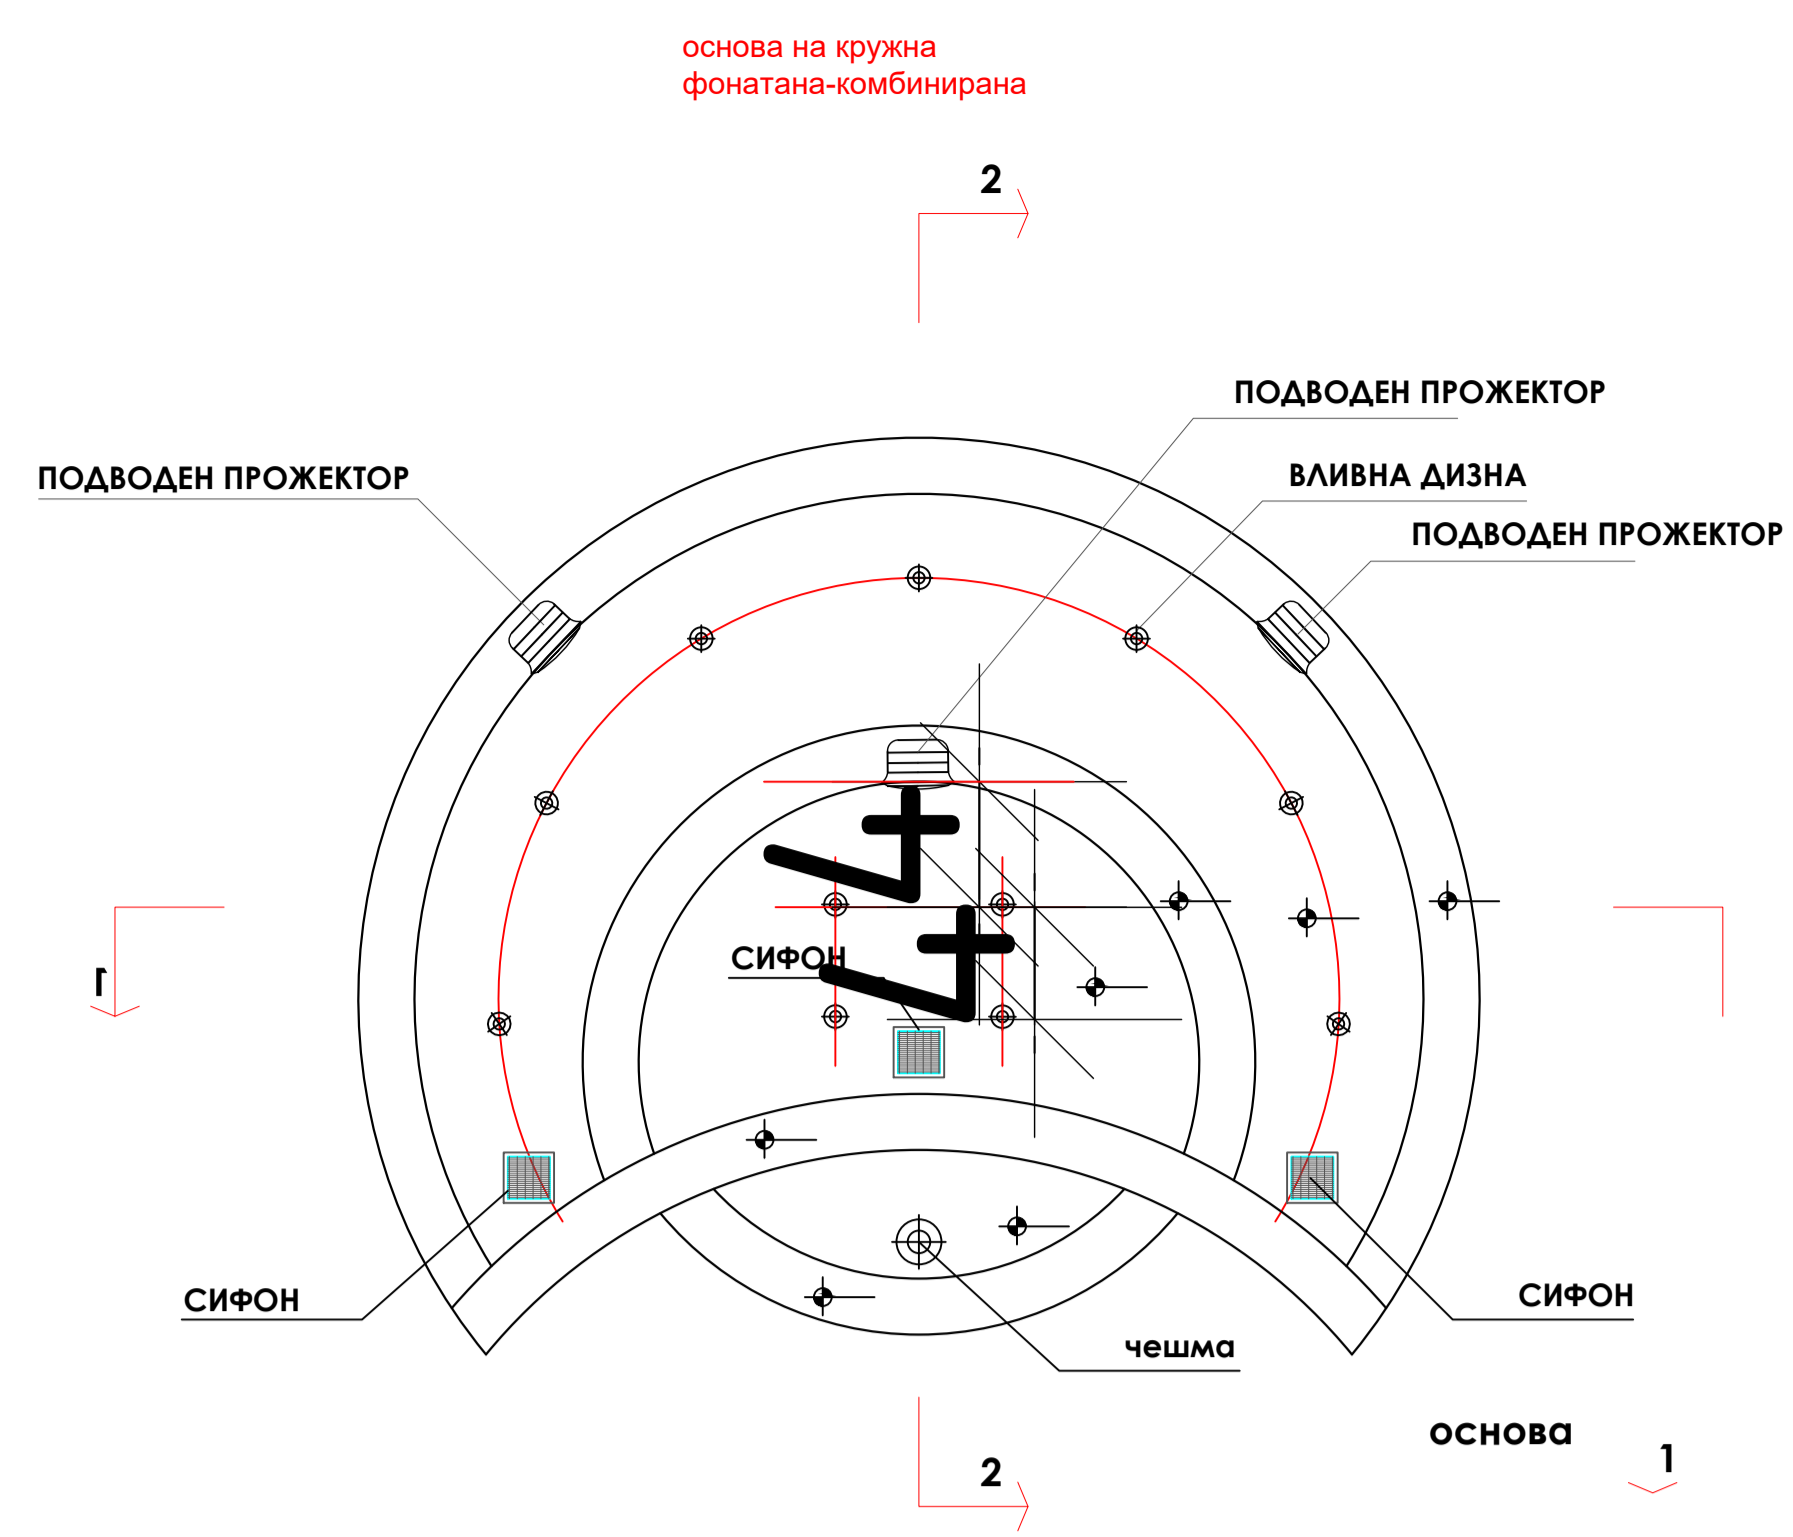 основа на кружна
фонатана-комбинирана
2
ПОДВОДЕН ПРОЖЕКТОР
ПОДВОДЕН ПРОЖЕКТОР
ВЛИВНА ДИЗНА
ПОДВОДЕН ПРОЖЕКТОР
1
СИФОН
СИФОН
СИФОН
чешма
основа
1
2